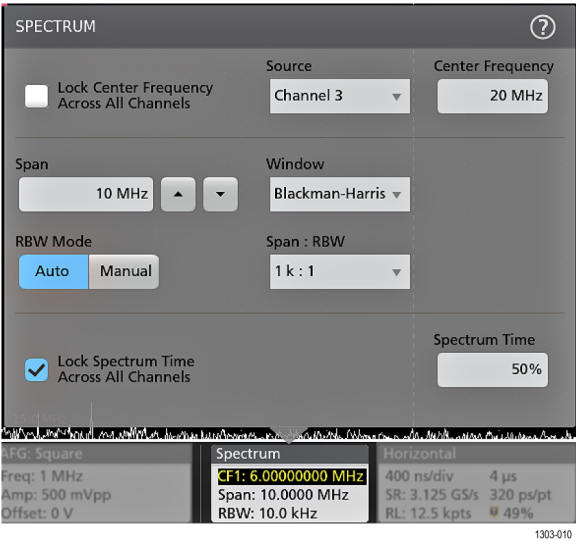 SPECTRUM
?
Lock Center Frequency
Across All Channels
Source
Channel 3
Center Frequency
20 MHz
Span
10 MHz
Window
Blackman-Harris
RBW Mode
Auto
Manual
Span : RBW
1 k : 1
Lock Spectrum Time
Across All Channels
Spectrum Time
50%
AFG: Square
Freq: 1 MHz
Amp: 500 mVpp
Offset: 0 V
Spectrum
CF1: 6.00000000 MHz
Span: 10.0000 MHz
RBW: 10.0 kHz
Horizontal
400 ns/div 4 µs
SR: 3.125 GS/s 320 ps/pt
RL: 12.5 kpts 49%
1303-010